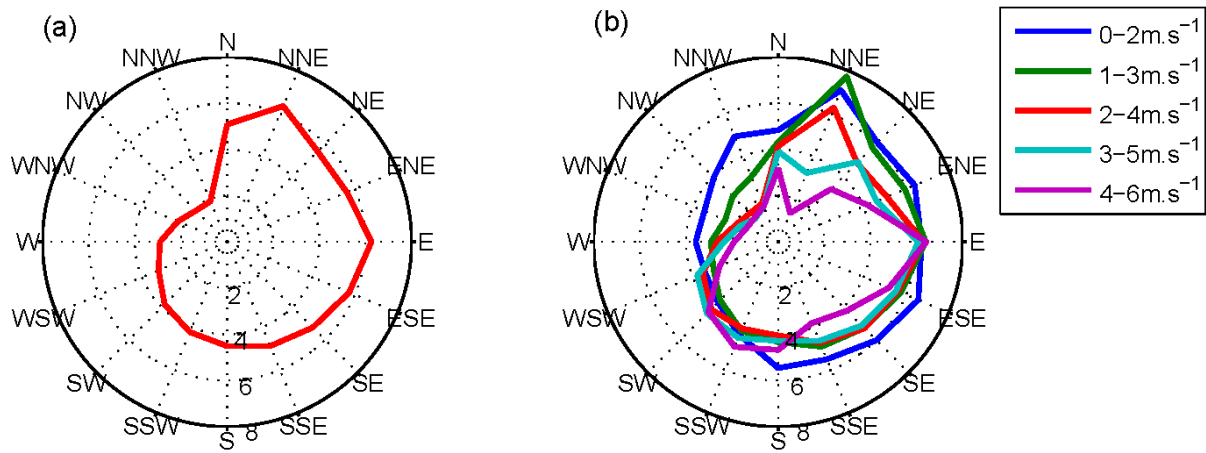 (a)
N
NNE
NE
ENE
E
ESE
SE
SSE
S
SSW
SW
WSW
W
WNW
NW
NNW
2
4
6
8
(b)
N
NNE
NE
ENE
E
ESE
SE
SSE
S
SSW
SW
WSW
W
WNW
NW
NNW
2
4
6
8
0−2m.s⁻¹
1−3m.s⁻¹
2−4m.s⁻¹
3−5m.s⁻¹
4−6m.s⁻¹